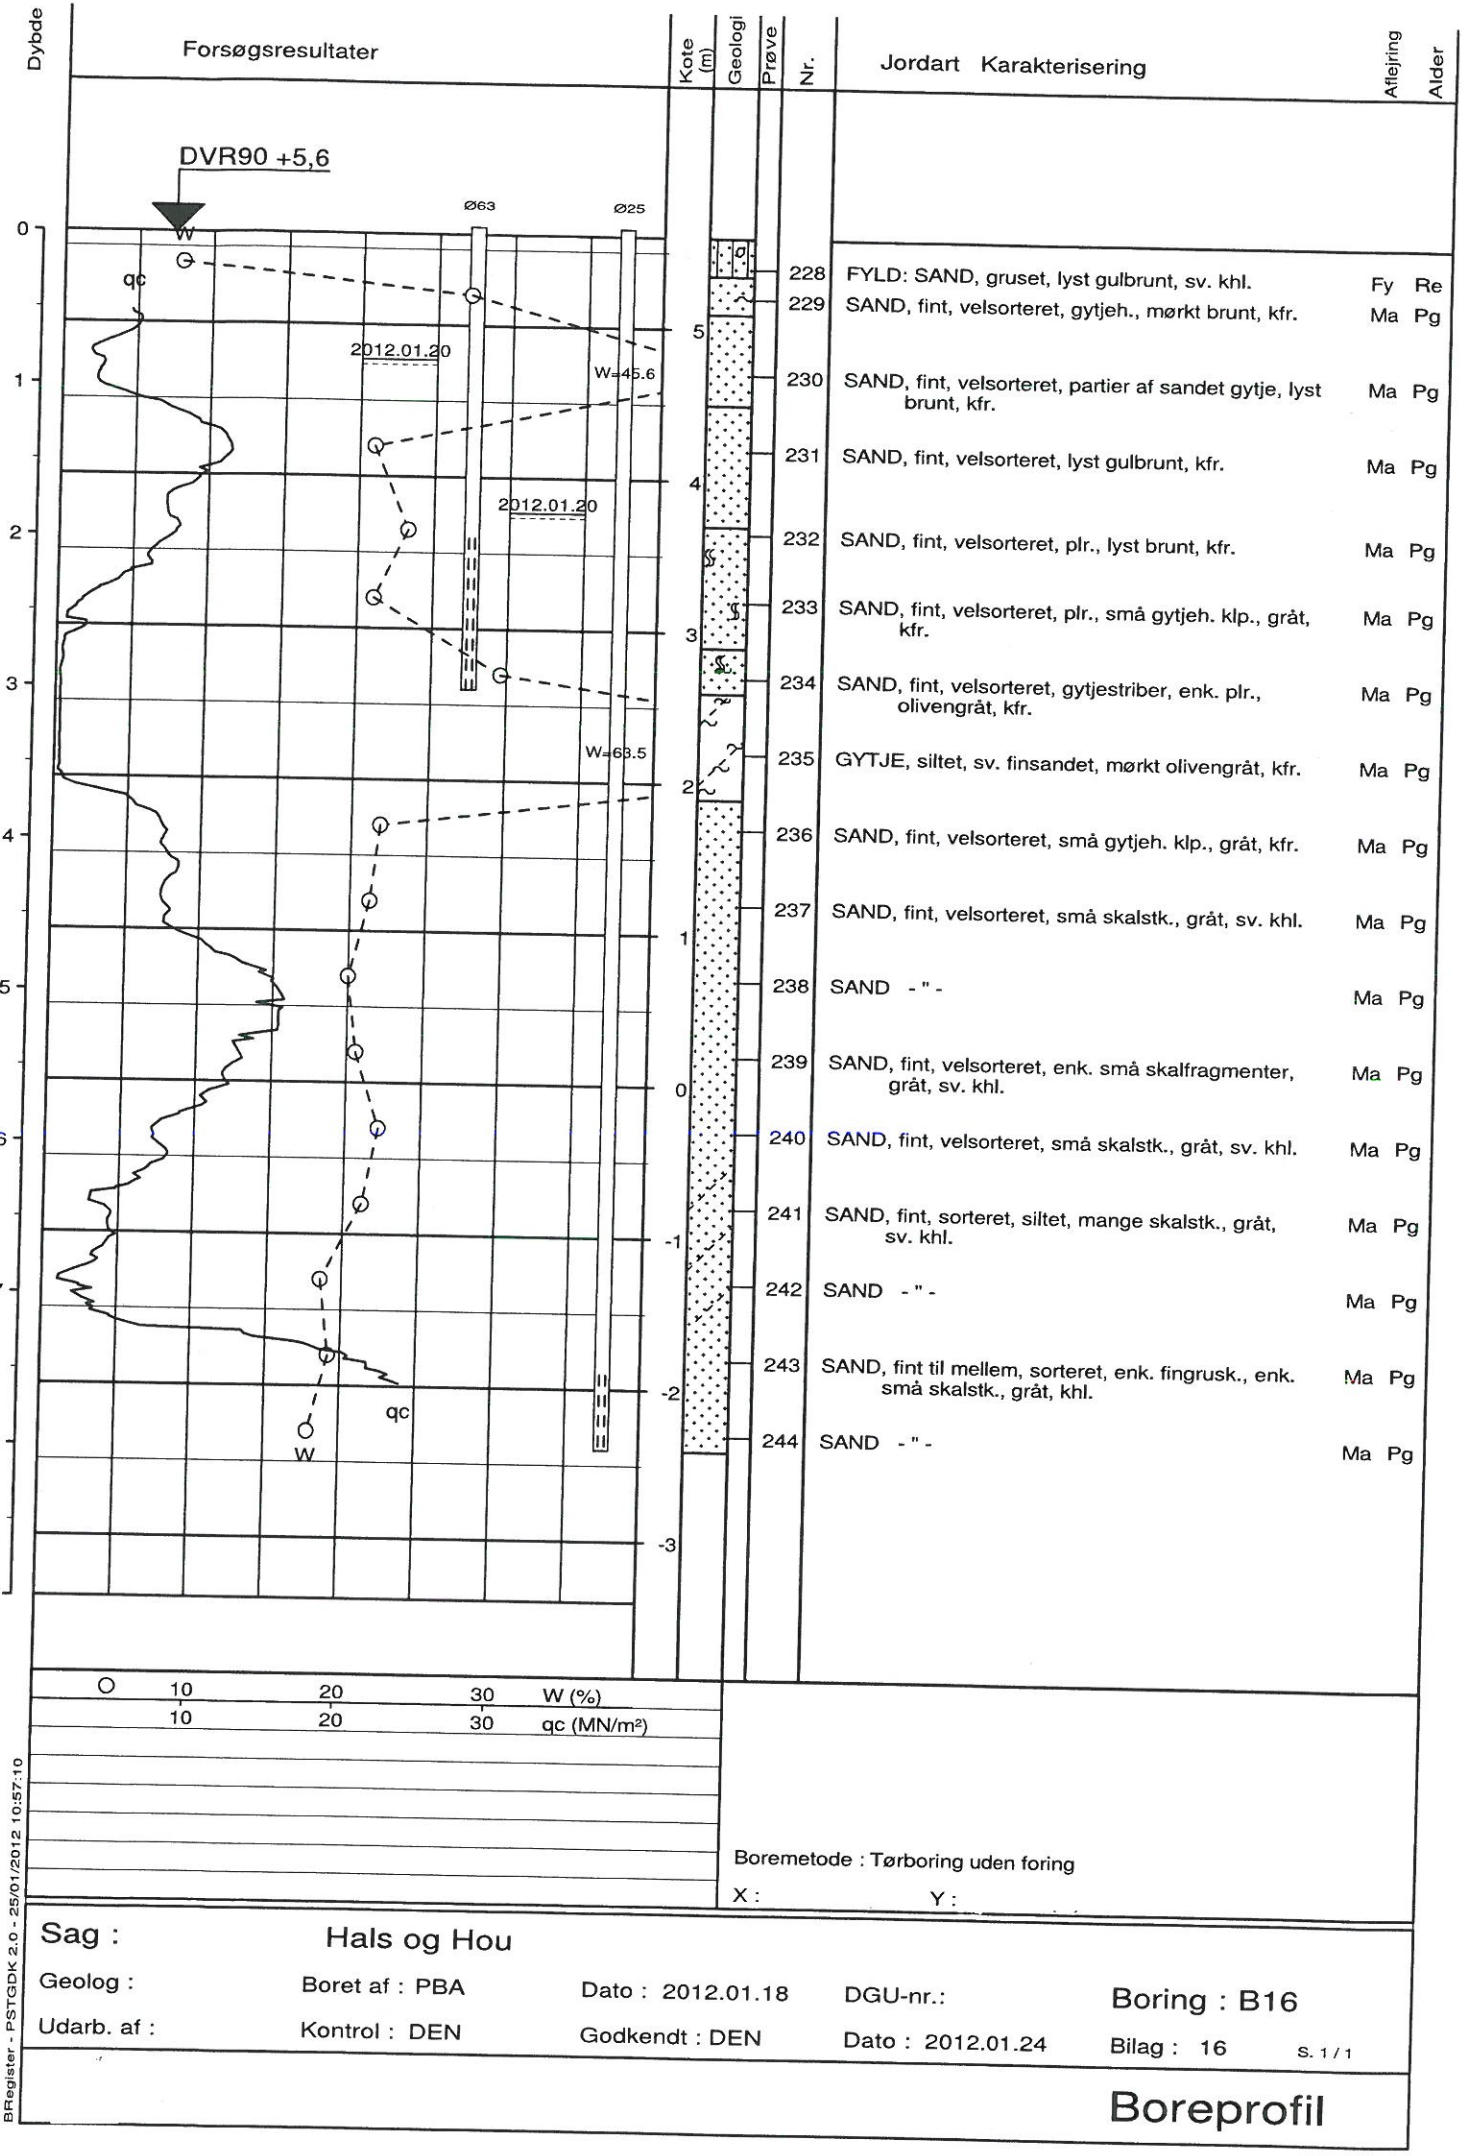 Dybde
Forsøgsresultater
Kote (m)
Geologi
Prøve
Nr.
Jordart Karakterisering
Aflejring
Alder
DVR90 +5,6
Ø63
Ø25
0
W
qc
228 FYLD: SAND, gruset, lyst gulbrunt, sv. khl. Fy Re
229 SAND, fint, velsorteret, gytjeh., mørkt brunt, kfr. Ma Pg
5
2012.01.20
1
W=45.6
230 SAND, fint, velsorteret, partier af sandet gytje, lyst Ma Pg
brunt, kfr.
231 SAND, fint, velsorteret, lyst gulbrunt, kfr. Ma Pg
4
2012.01.20
2
232 SAND, fint, velsorteret, plr., lyst brunt, kfr. Ma Pg
233 SAND, fint, velsorteret, plr., små gytjeh. klp., gråt, Ma Pg
kfr.
3
3
234 SAND, fint, velsorteret, gytjestriber, enk. plr., Ma Pg
olivengråt, kfr.
W=63.5
235 GYTJE, siltet, sv. finsandet, mørkt olivengråt, kfr. Ma Pg
2
4
236 SAND, fint, velsorteret, små gytjeh. klp., gråt, kfr. Ma Pg
237 SAND, fint, velsorteret, små skalstk., gråt, sv. khl. Ma Pg
1
5
238 SAND - " - Ma Pg
239 SAND, fint, velsorteret, enk. små skalfragmenter, Ma Pg
gråt, sv. khl.
0
6
240 SAND, fint, velsorteret, små skalstk., gråt, sv. khl. Ma Pg
241 SAND, fint, sorteret, siltet, mange skalstk., gråt, Ma Pg
sv. khl.
-1
242 SAND - " - Ma Pg
243 SAND, fint til mellem, sorteret, enk. fingrusk., enk. Ma Pg
små skalstk., gråt, khl.
-2
qc
W
244 SAND - " - Ma Pg
-3
10 20 30 W (%)
10 20 30 qc (MN/m²)
Boremetode : Tørboring uden foring
X : Y :
Sag : Hals og Hou
Geolog : Boret af : PBA Dato : 2012.01.18 DGU-nr.: Boring : B16
Udarb. af : Kontrol : DEN Godkendt : DEN Dato : 2012.01.24 Bilag : 16 S. 1 / 1
Boreprofil
BRegister - PSTGDK 2.0 - 25/01/2012 10:57:10